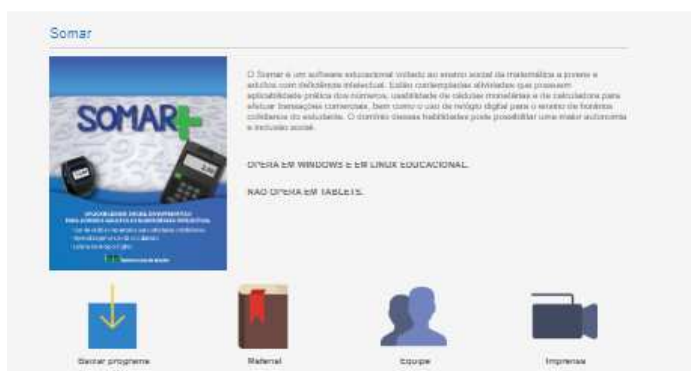 Somar
O Somar é um software educacional voltado ao ensino social da matemática a jovens e
adultos com deficiência intelectual. Estão contempladas atividades que possuem
aplicabilidade prática dos números, usabilidade de cédulas monetárias e de calculadora para
efetuar transações comerciais, bem como o uso de relógio digital para o ensino de horários
cotidianos do estudante. O domínio dessas habilidades pode possibilitar uma maior autonomia
e inclusão social.
OPERA EM WINDOWS E EM LINUX EDUCACIONAL.
NÃO OPERA EM TABLETS.
SOMAR+
Baixar programa
Material
Equipe
Imprensa